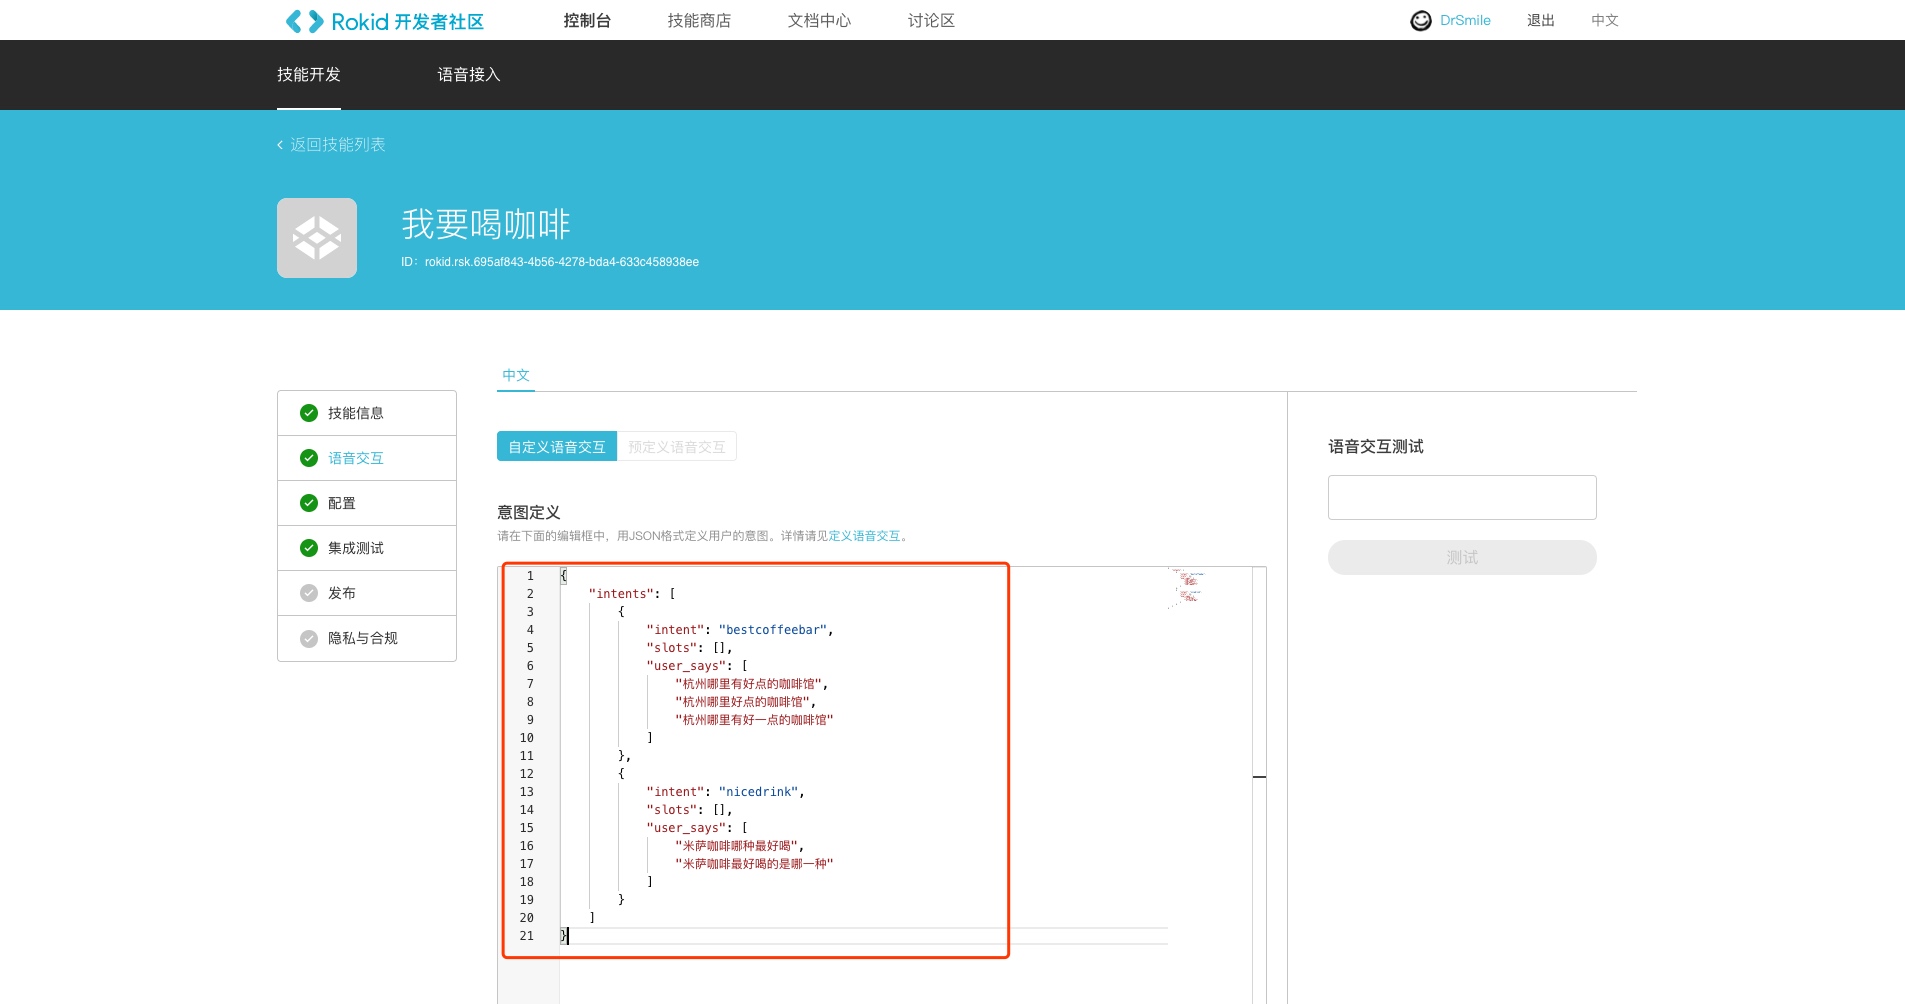 Rokid 开发者社区 控制台 技能商店 文档中心 讨论区 DrSmile 退出 中文
技能开发 语音接入
返回技能列表
我要喝咖啡
ID：rokid.rsk.695af843-4b56-4278-bda4-633c458938ee
技能信息
语音交互
配置
集成测试
发布
隐私与合规
中文
自定义语音交互 预定义语音交互
意图定义
请在下面的编辑框中，用JSON格式定义用户的意图。详情请见定义语音交互。
1 {
2 "intents": [
3 {
4 "intent": "bestcoffeebar",
5 "slots": [],
6 "user_says": [
7 "杭州哪里有好点的咖啡馆",
8 "杭州哪里好点的咖啡馆",
9 "杭州哪里有好一点的咖啡馆"
10 ]
11 },
12 {
13 "intent": "nicedrink",
14 "slots": [],
15 "user_says": [
16 "米萨咖啡哪种最好喝",
17 "米萨咖啡最好喝的是哪一种"
18 ]
19 }
20 ]
21 }
语音交互测试
测试